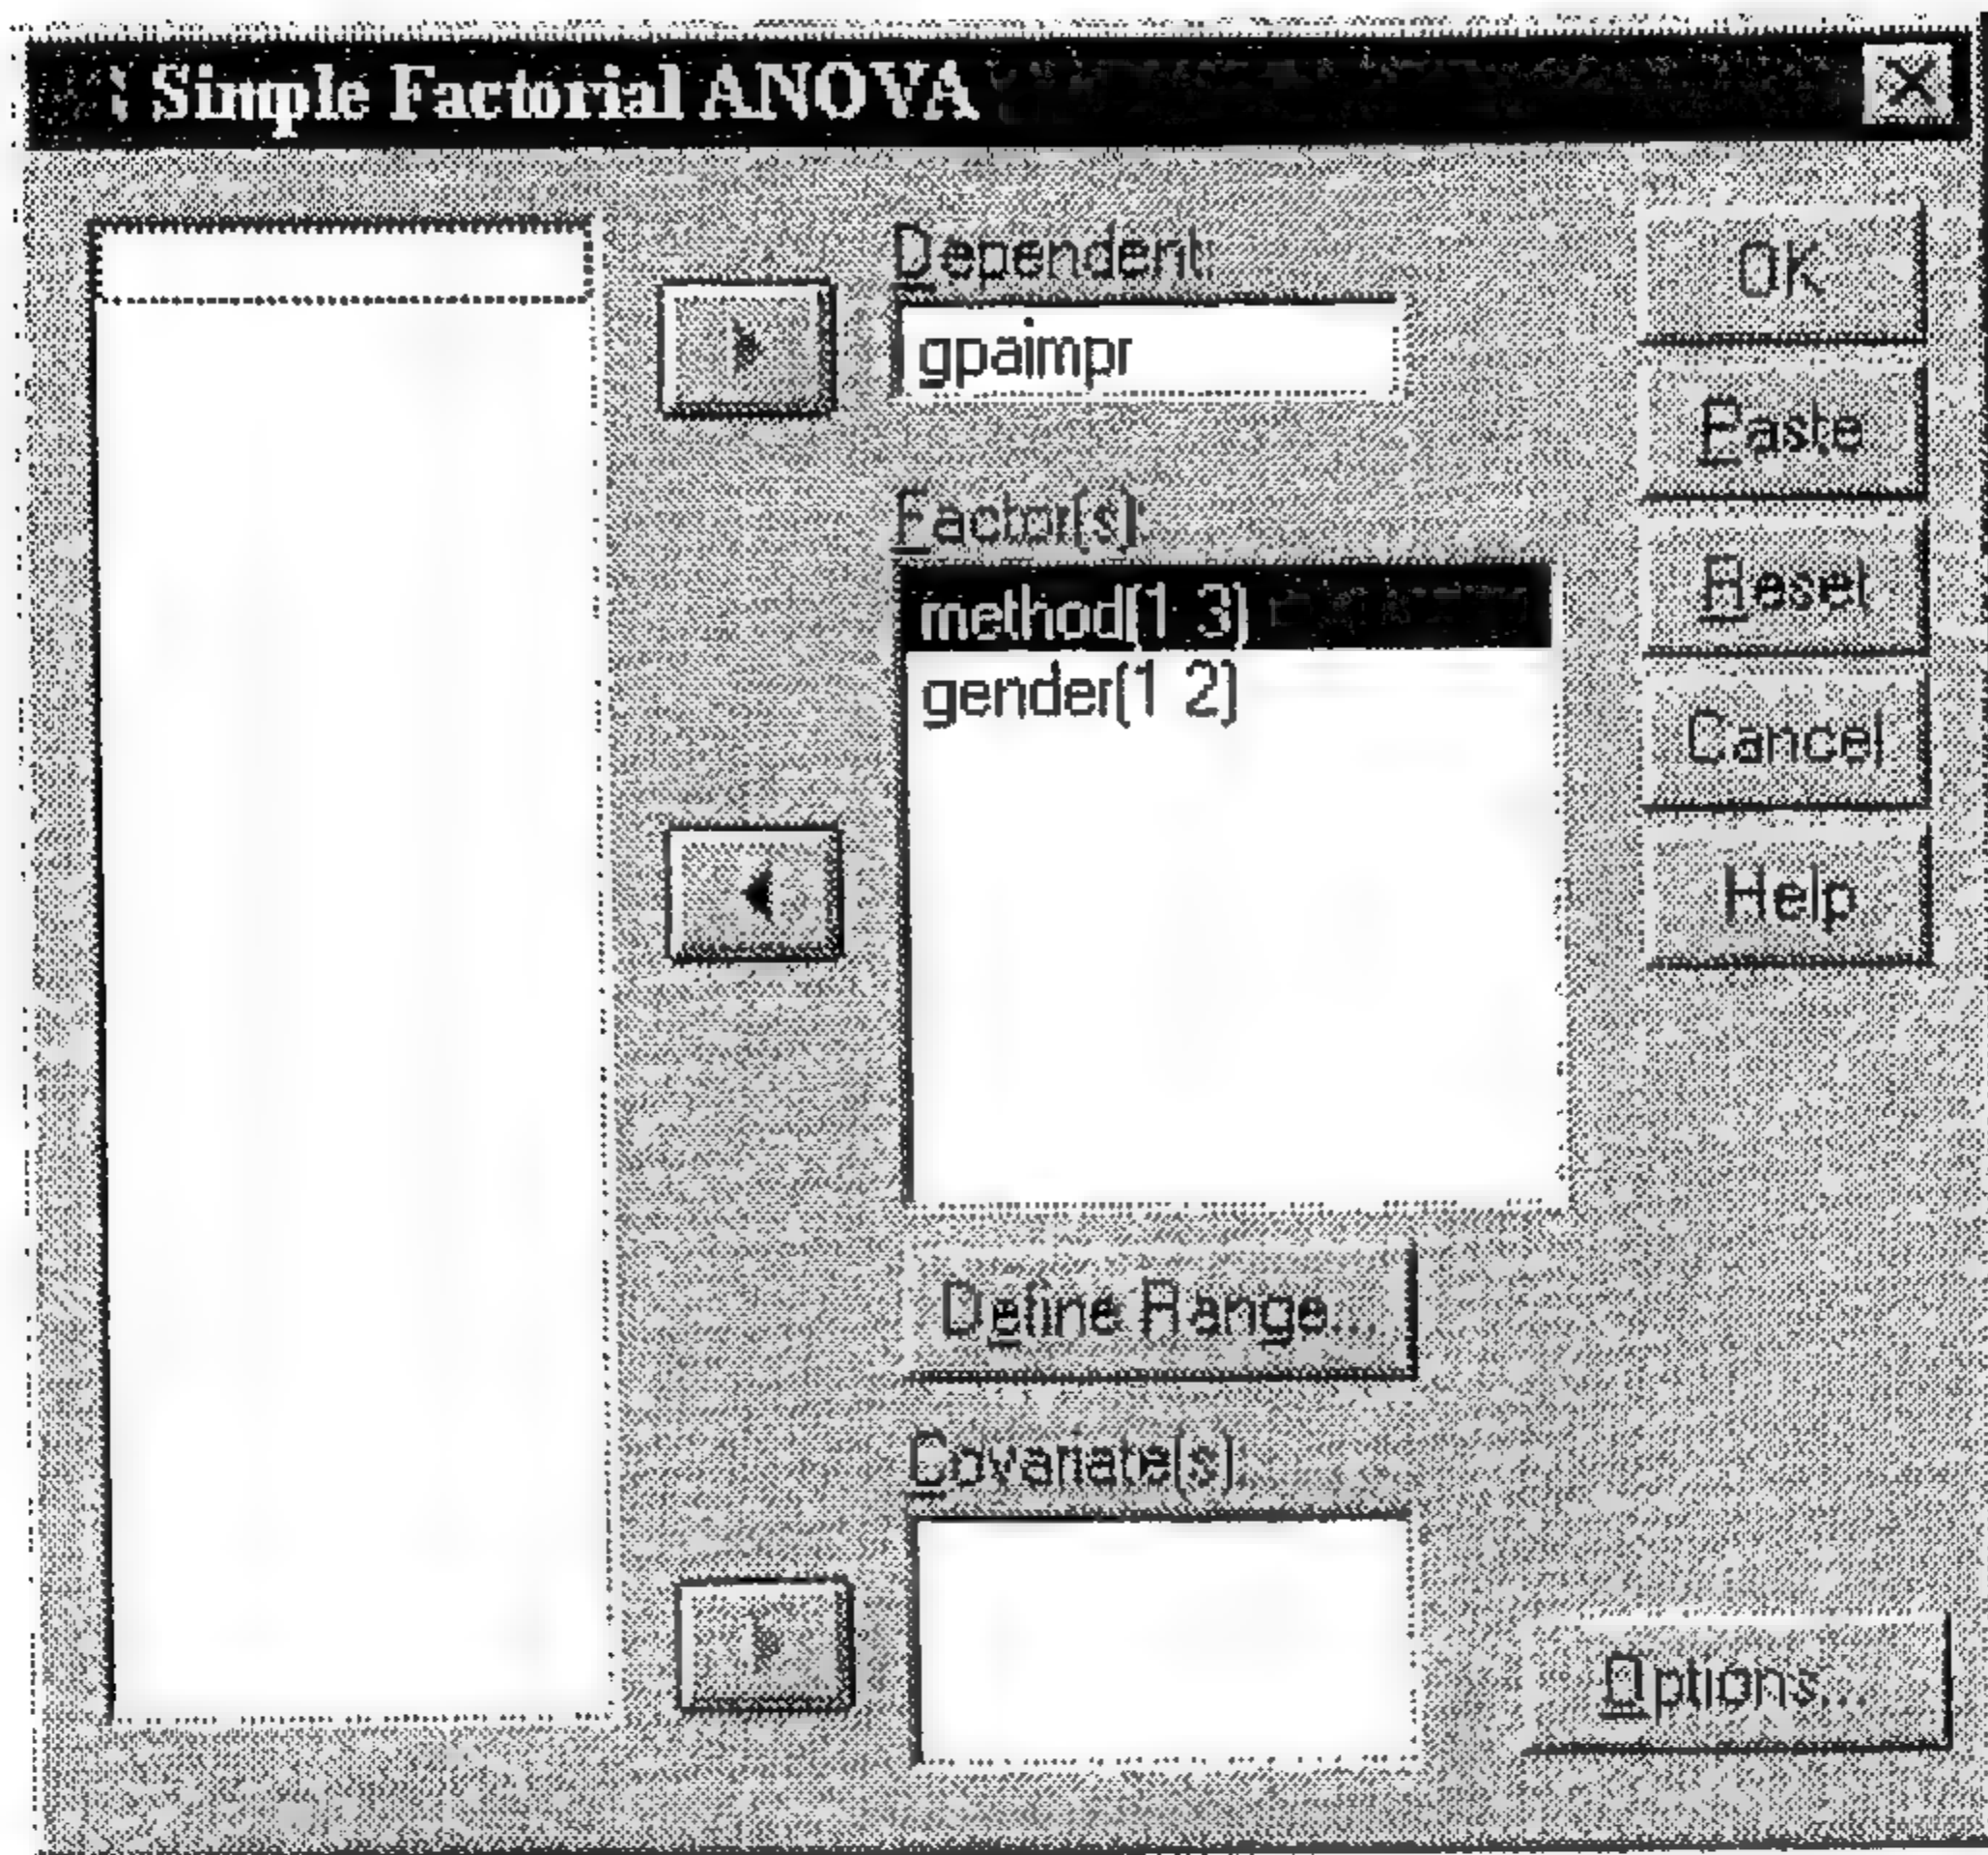 Simple Factorial ANOVA
Dependent:
gpaimpr
Factor(s):
method(1 3)
gender(1 2)
Define Range...
Covariate(s):
OK
Paste
Reset
Cancel
Help
Options...